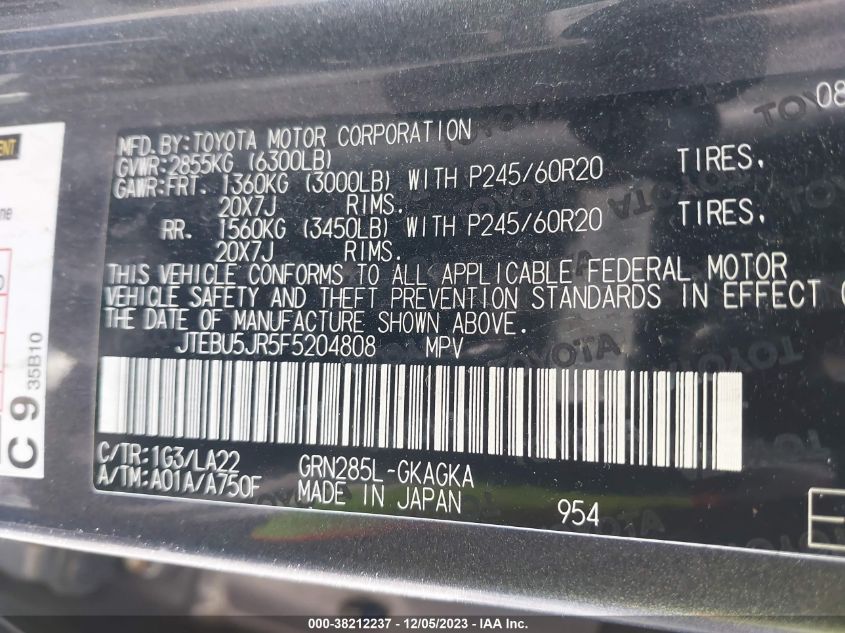 08
MFD.BY:TOYOTA MOTOR CORPORATION
GVWR:2855KG (6300LB)
GAWR:FRT. 1360KG (3000LB) WITH P245/60R20 TIRES,
20X7J RIMS.
RR. 1560KG (3450LB) WITH P245/60R20 TIRES,
20X7J RIMS.
THIS VEHICLE CONFORMS TO ALL APPLICABLE FEDERAL MOTOR
VEHICLE SAFETY AND THEFT PREVENTION STANDARDS IN EFFECT
THE DATE OF MANUFACTURE SHOWN ABOVE.
JTEBU5JR5F5204808 MPV
C/TR:1G3/LA22 GRN285L-GKAGKA
A/TM:A01A/A750F MADE IN JAPAN 954
C 9 35B10
000-38212237 - 12/05/2023 - IAA Inc.